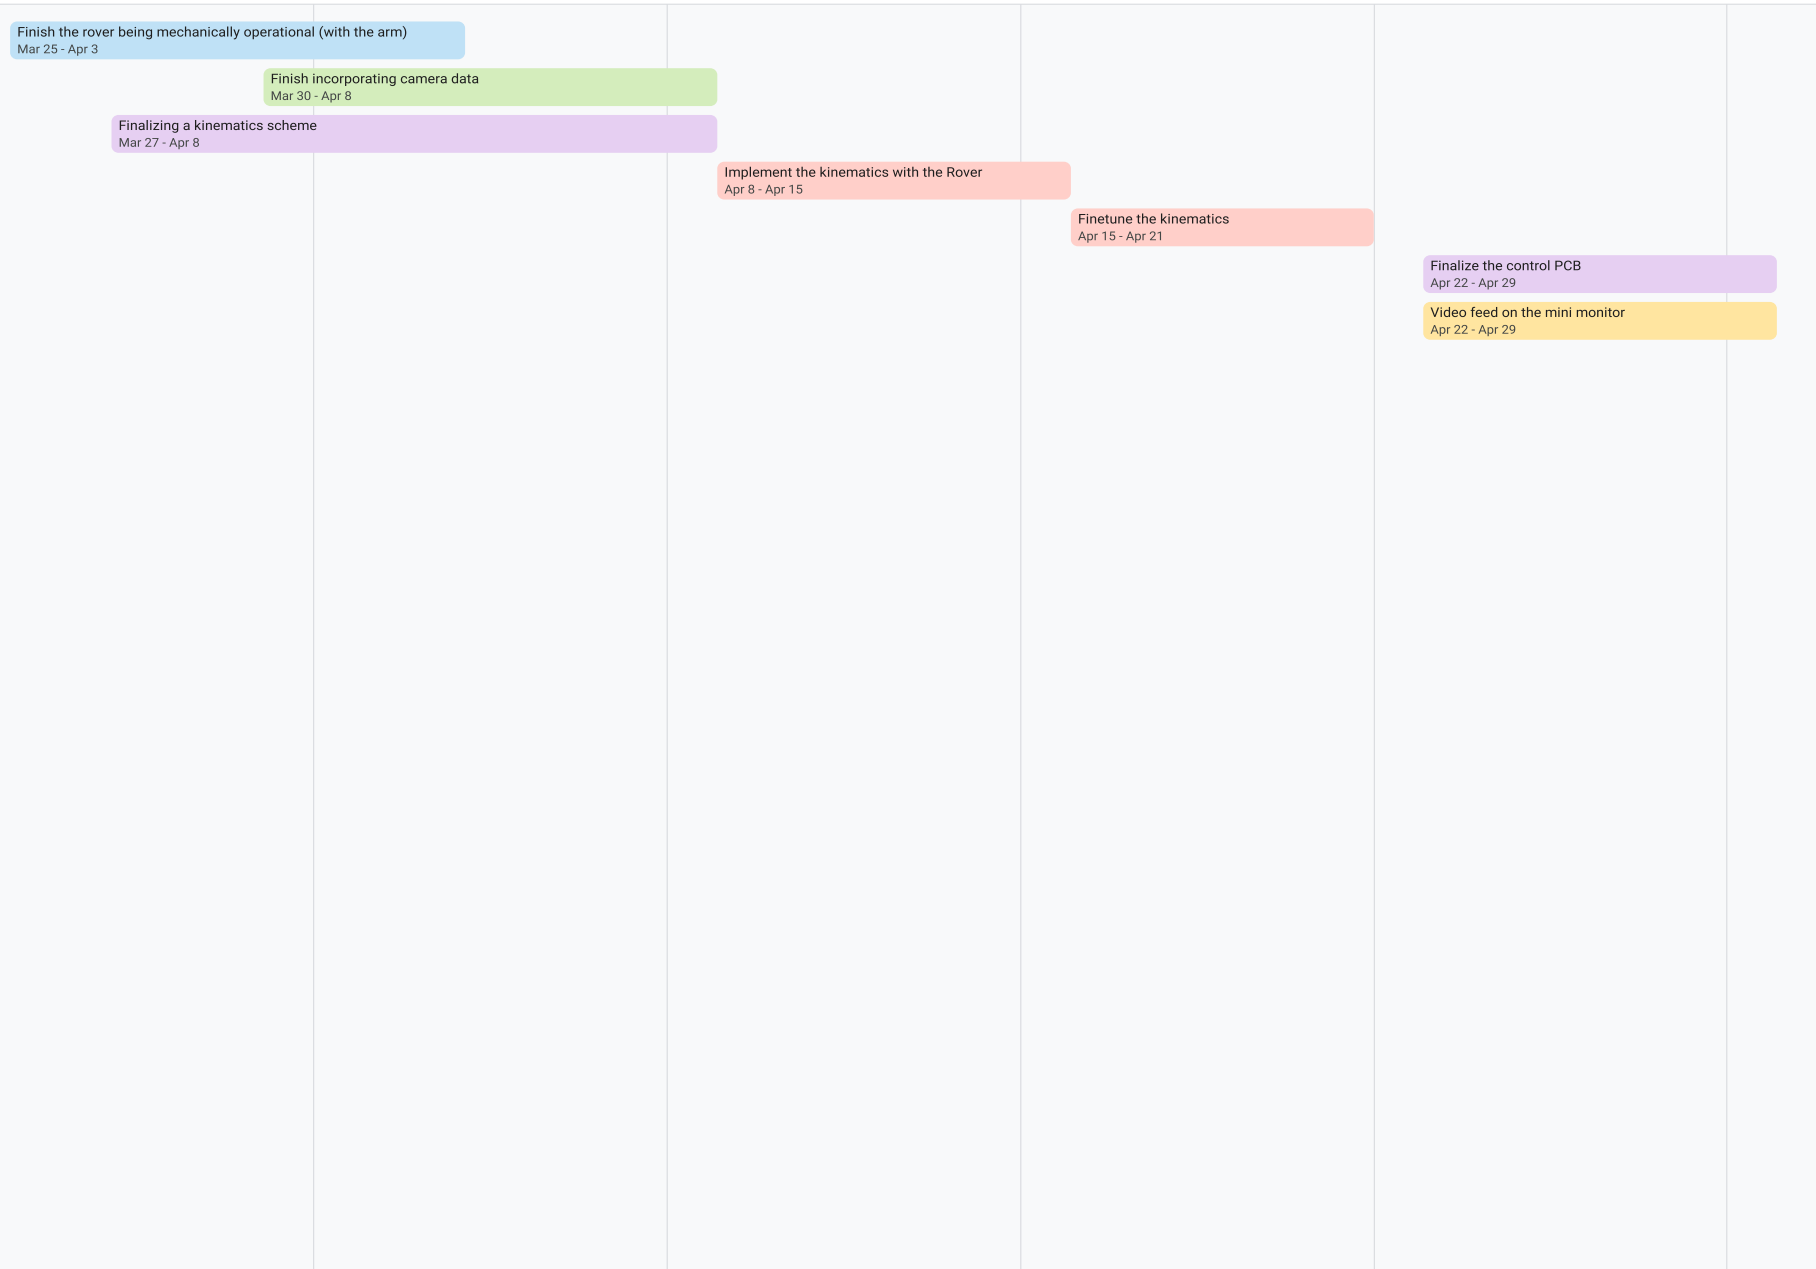 Finish the rover being mechanically operational (with the arm)
Mar 25 - Apr 3
Finish incorporating camera data
Mar 30 - Apr 8
Finalizing a kinematics scheme
Mar 27 - Apr 8
Implement the kinematics with the Rover
Apr 8 - Apr 15
Finetune the kinematics
Apr 15 - Apr 21
Finalize the control PCB
Apr 22 - Apr 29
Video feed on the mini monitor
Apr 22 - Apr 29